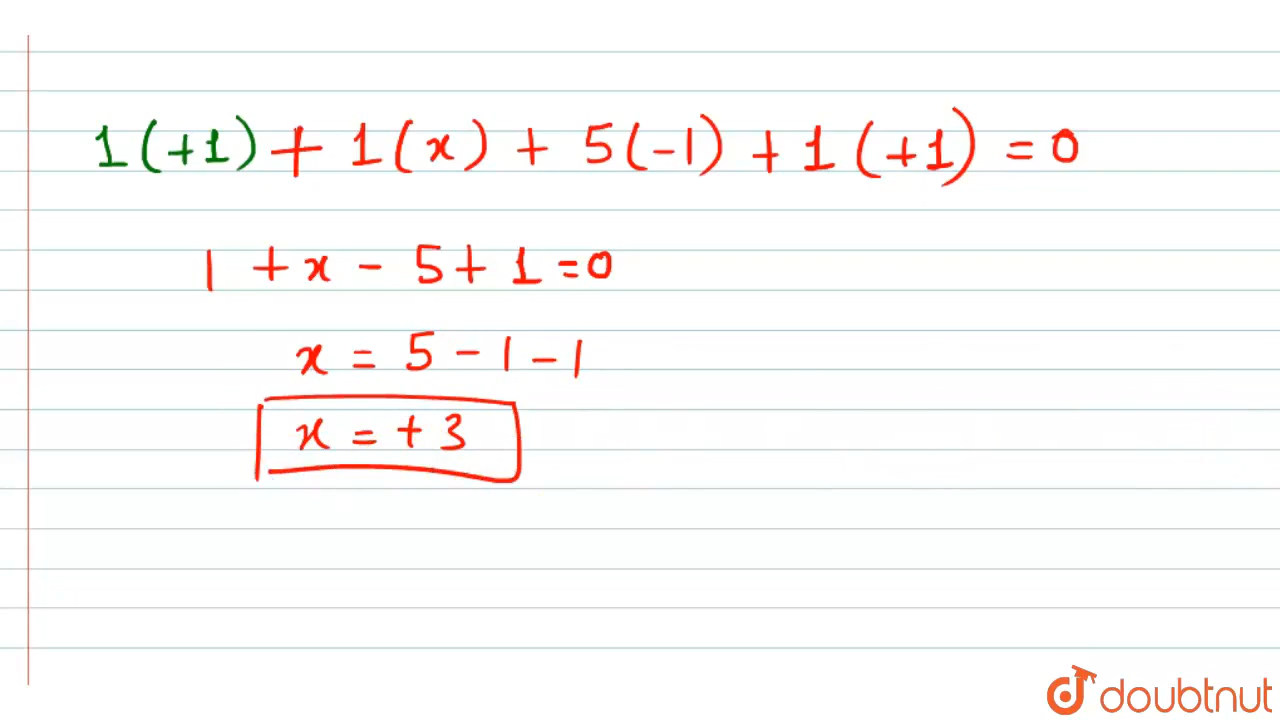 1(+1) + 1(x) + 5(-1) + 1(+1) = 0
1 + x - 5 + 1 = 0
x = 5 - 1 - 1
x = + 3
doubtnut